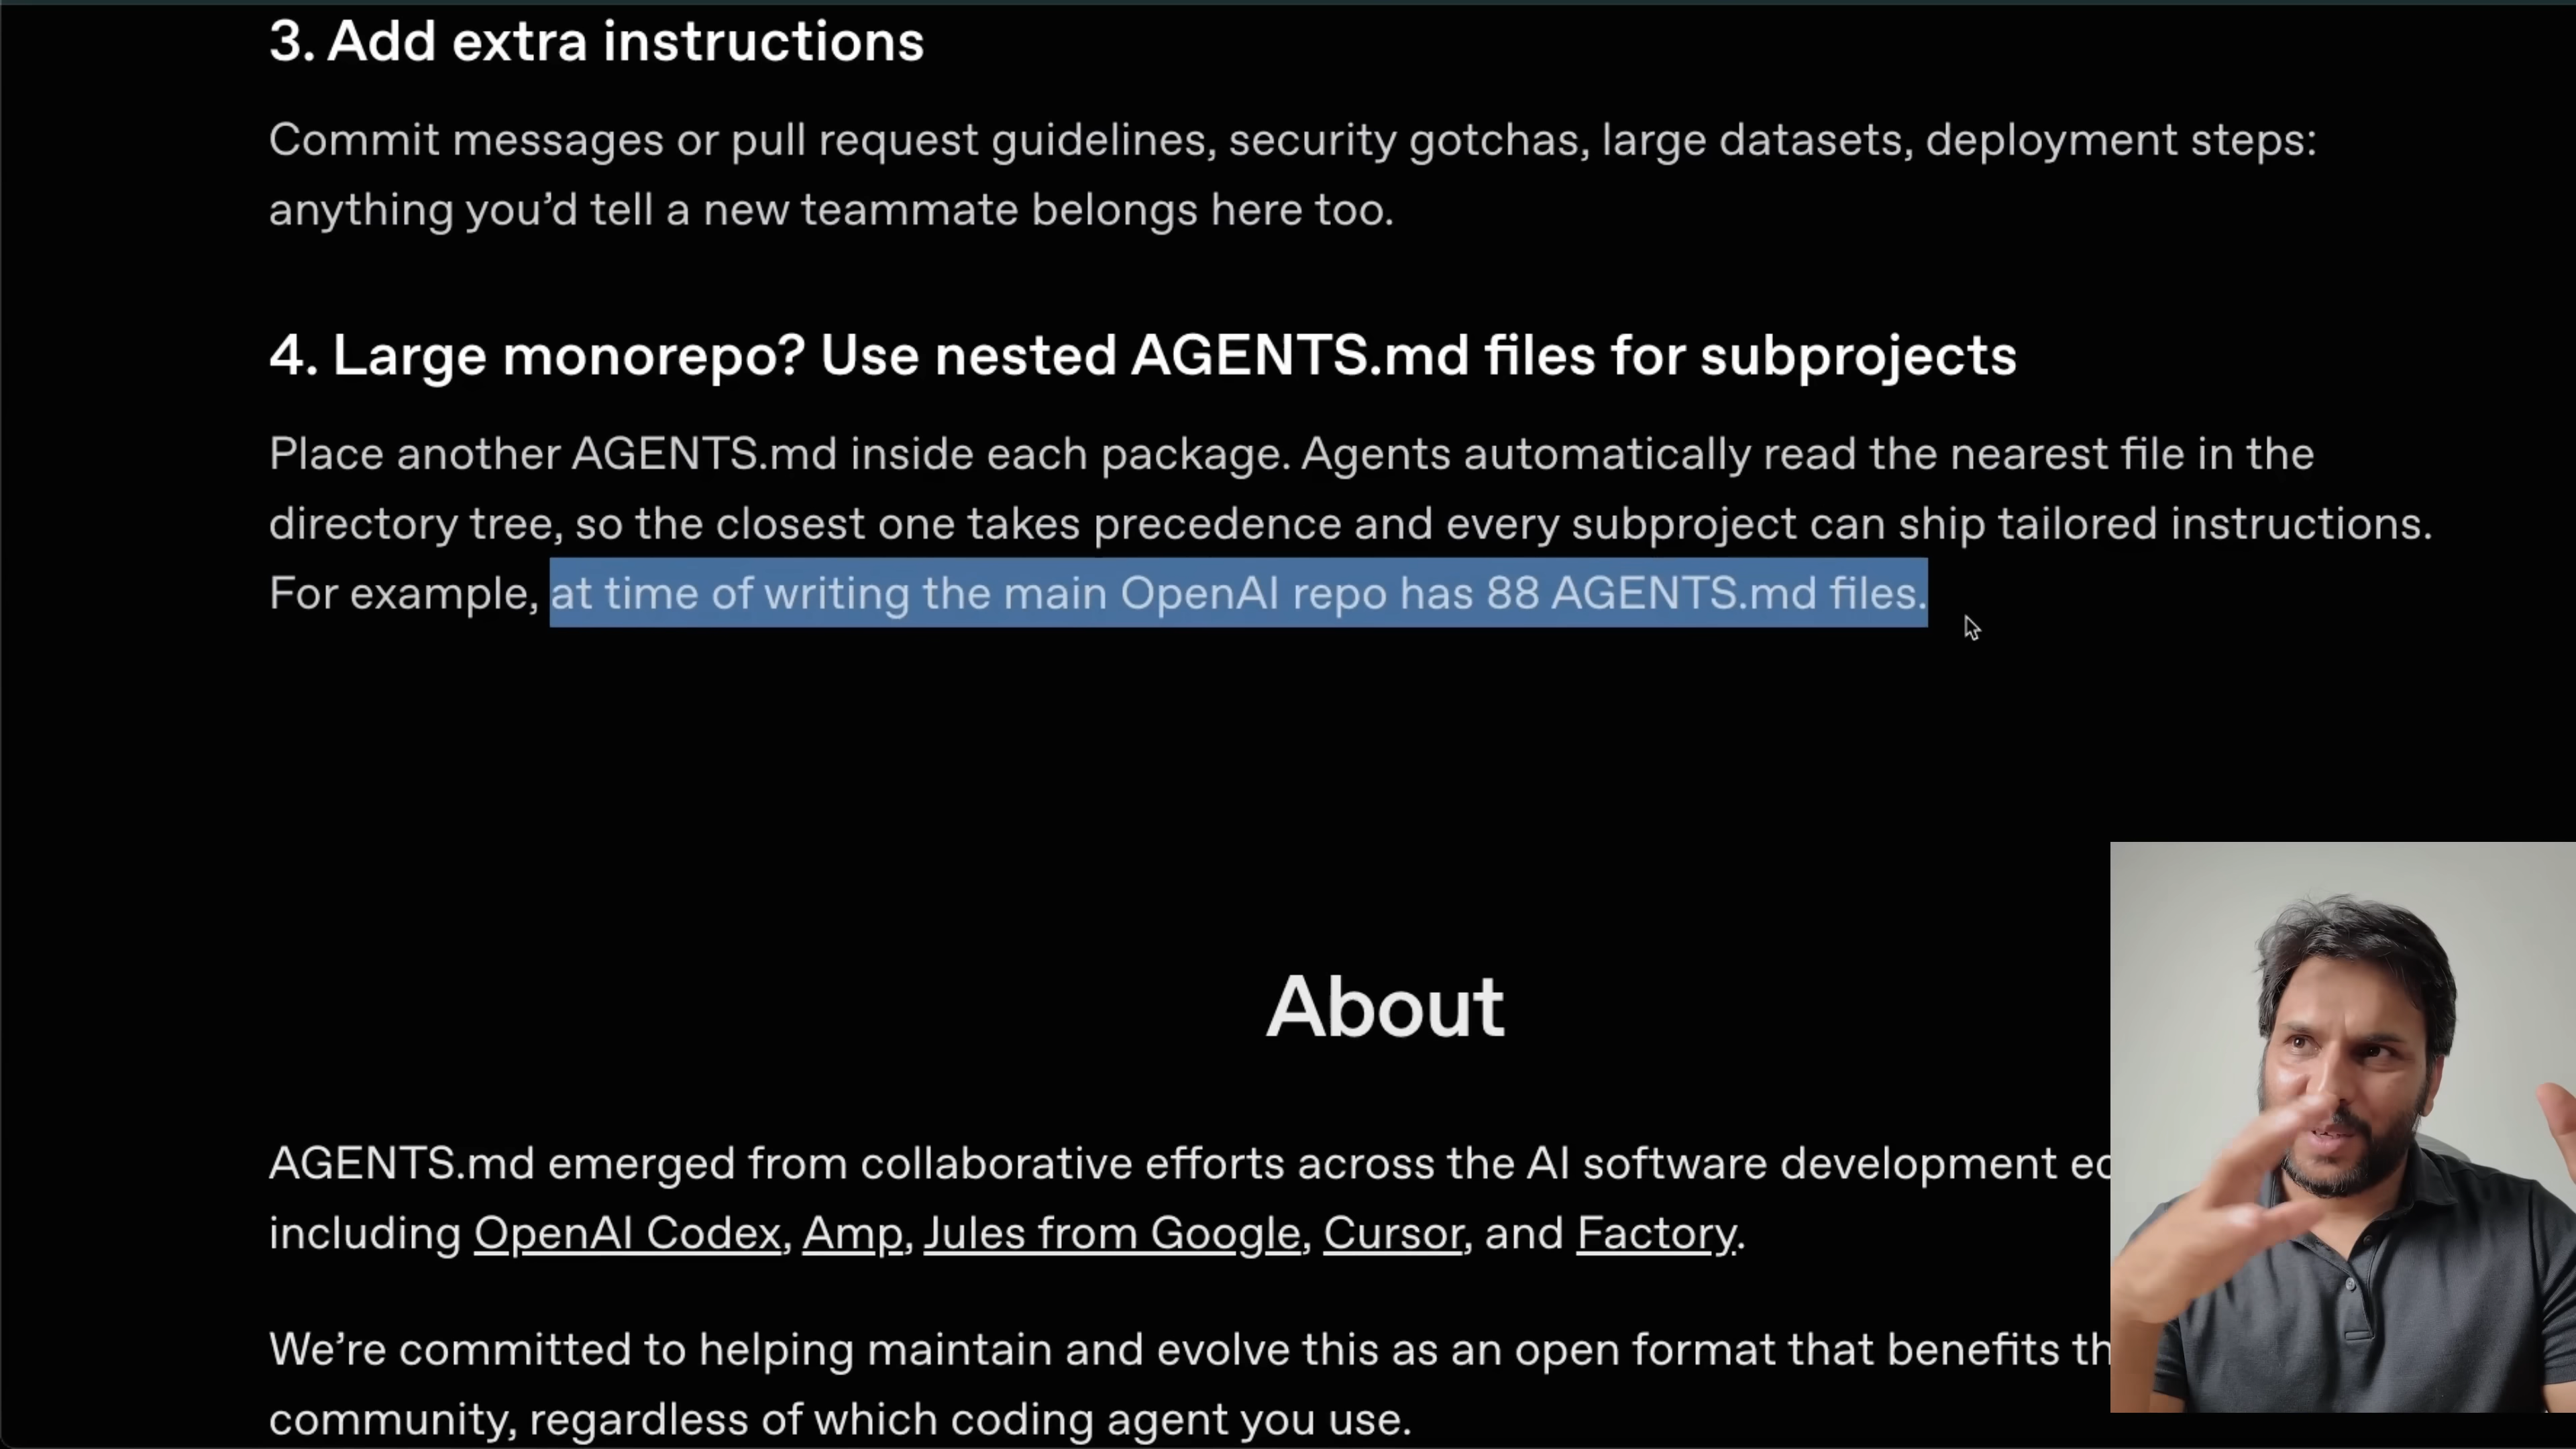 3. Add extra instructions
Commit messages or pull request guidelines, security gotchas, large datasets, deployment steps:
anything you’d tell a new teammate belongs here too.
4. Large monorepo? Use nested AGENTS.md files for subprojects
Place another AGENTS.md inside each package. Agents automatically read the nearest file in the
directory tree, so the closest one takes precedence and every subproject can ship tailored instructions.
For example, at time of writing the main OpenAI repo has 88 AGENTS.md files.
About
AGENTS.md emerged from collaborative efforts across the AI software development
including OpenAI Codex, Amp, Jules from Google, Cursor, and Factory.
We’re committed to helping maintain and evolve this as an open format that benefits
community, regardless of which coding agent you use.